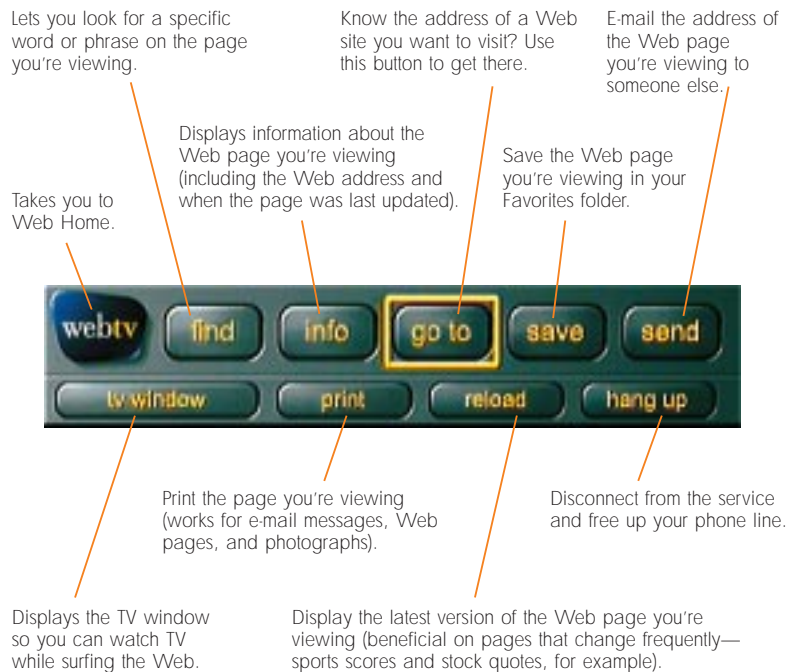 Lets you look for a specific
word or phrase on the page
you're viewing.
Know the address of a Web
site you want to visit? Use
this button to get there.
E-mail the address of
the Web page
you're viewing to
someone else.
Displays information about the
Web page you're viewing
(including the Web address and
when the page was last updated).
Save the Web page
you're viewing in your
Favorites folder.
Takes you to
Web Home.
webtv find info go to save send
tv window print reload hang up
Print the page you're viewing
(works for e-mail messages, Web
pages, and photographs).
Disconnect from the service
and free up your phone line.
Displays the TV window
so you can watch TV
while surfing the Web.
Display the latest version of the Web page you're
viewing (beneficial on pages that change frequently—
sports scores and stock quotes, for example).